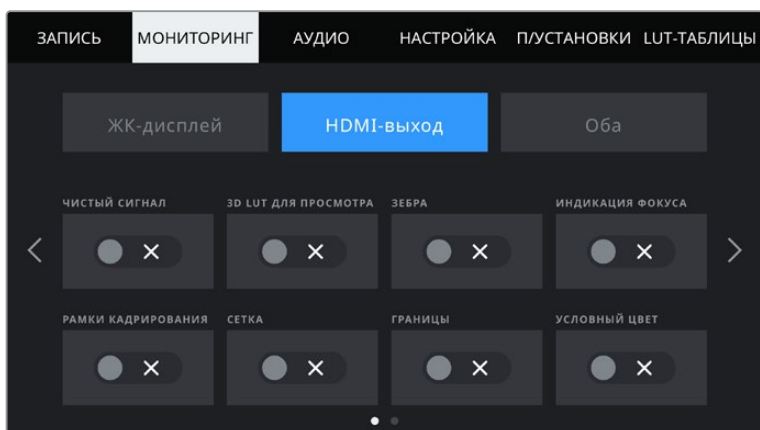 ЗАПИСЬ МОНИТОРИНГ АУДИО НАСТРОЙКА П/УСТАНОВКИ LUT-ТАБЛИЦЫ
ЖК-дисплей HDMI-выход Оба
ЧИСТЫЙ СИГНАЛ 3D LUT ДЛЯ ПРОСМОТРА ЗЕБРА ИНДИКАЦИЯ ФОКУСА
РАМКИ КАДРИРОВАНИЯ СЕТКА ГРАНИЦЫ УСЛОВНЫЙ ЦВЕТ